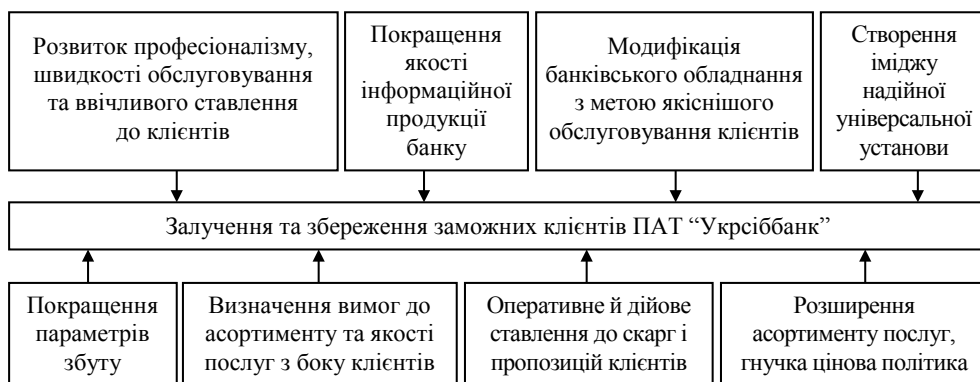 Розвиток професіоналізму,
швидкості обслуговування
та ввічливого ставлення
до клієнтів
Покращення
якості
інформаційної
продукції
банку
Модифікація
банківського обладнання
з метою якіснішого
обслуговування клієнтів
Створення
іміджу
надійної
універсальної
установи
Залучення та збереження заможних клієнтів ПАТ “Укрсіббанк”
Покращення
параметрів
збуту
Визначення вимог до
асортименту та якості
послуг з боку клієнтів
Оперативне й дійове
ставлення до скарг і
пропозицій клієнтів
Розширення
асортименту послуг,
гнучка цінова політика